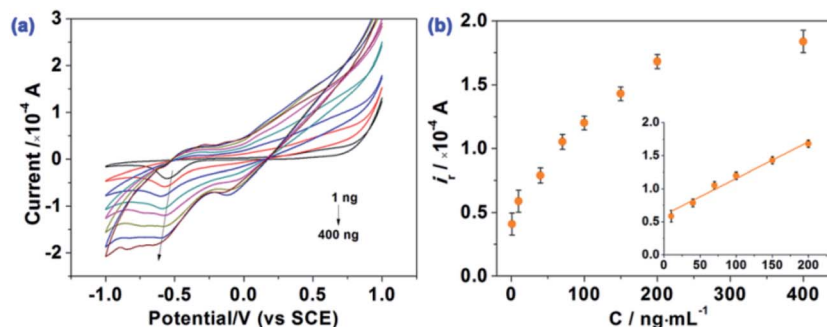 (a)
3
2
1
0
-1
-2
Current /×10⁻⁴ A
1 ng
400 ng
-1.0 -0.5 0.0 0.5 1.0
Potential/V (vs SCE)
(b)
2.0
1.5
1.0
0.5
0.0
iᵣ / ×10⁻⁴ A
2.0
1.5
1.0
0.5
0.0
0 50 100 150 200
0 100 200 300 400
C / ng·mL⁻¹